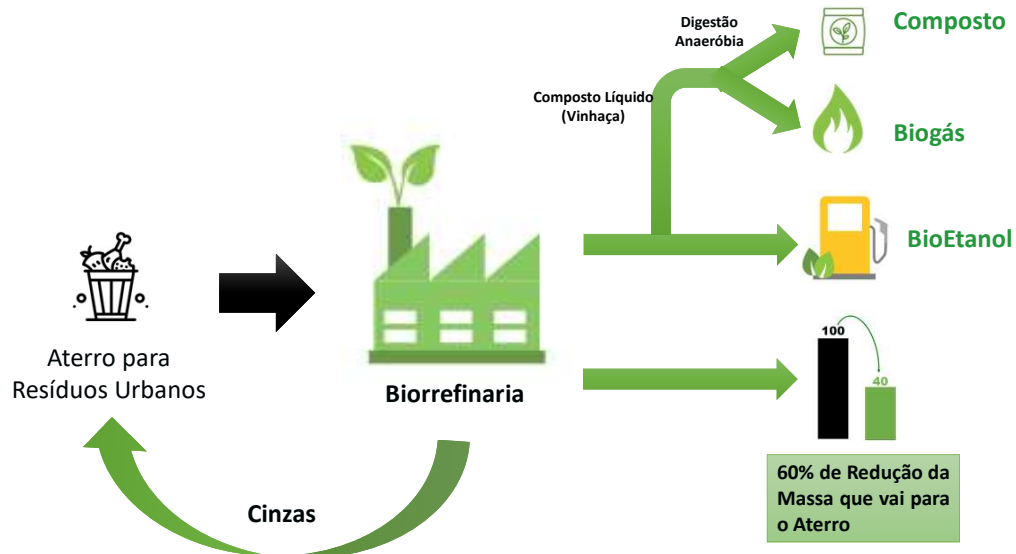 Digestão
Anaeróbia
Composto
Composto Líquido
(Vinhaça)
Biogás
BioEtanol
Aterro para
Resíduos Urbanos
Biorrefinaria
100
40
60% de Redução da
Massa que vai para
o Aterro
Cinzas